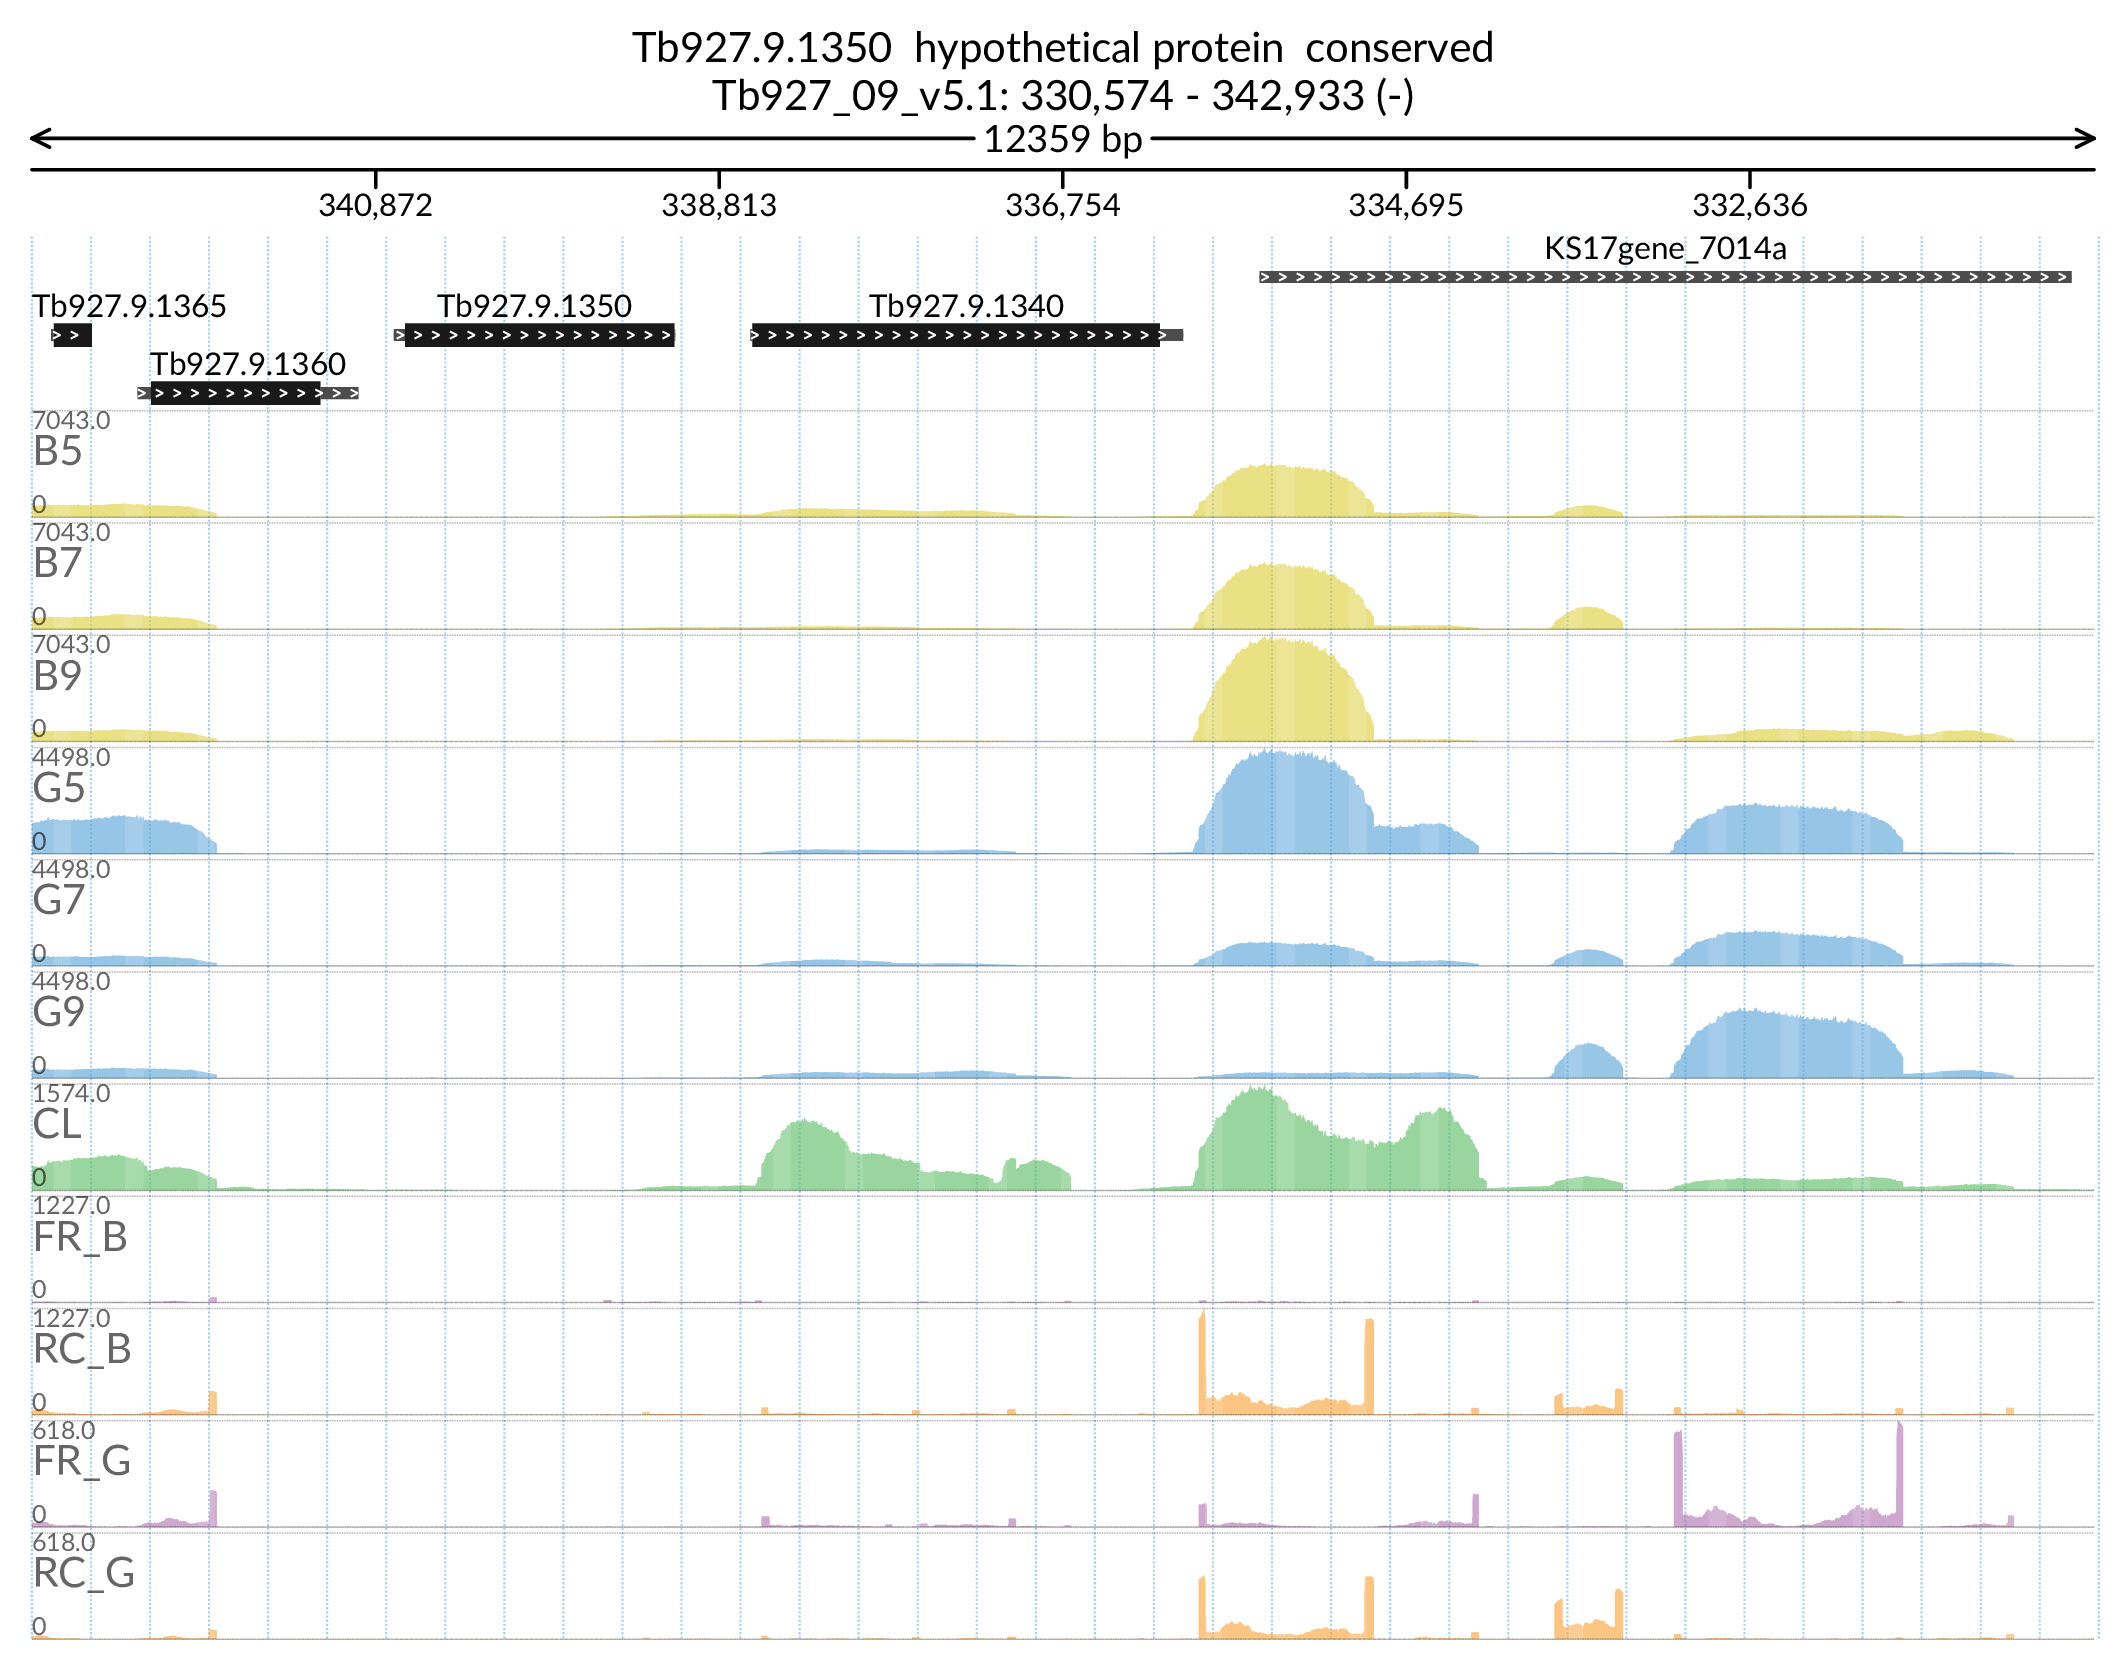 Tb927.9.1350  hypothetical protein  conserved
Tb927_09_v5.1: 330,574 - 342,933 (-)
12359 bp
340,872 338,813 336,754 334,695 332,636
KS17gene_7014a
Tb927.9.1365 Tb927.9.1350 Tb927.9.1340
Tb927.9.1360
7043.0
B5
0
7043.0
B7
0
7043.0
B9
0
4498.0
G5
0
4498.0
G7
0
4498.0
G9
0
1574.0
CL
0
1227.0
FR_B
0
1227.0
RC_B
0
618.0
FR_G
0
618.0
RC_G
0